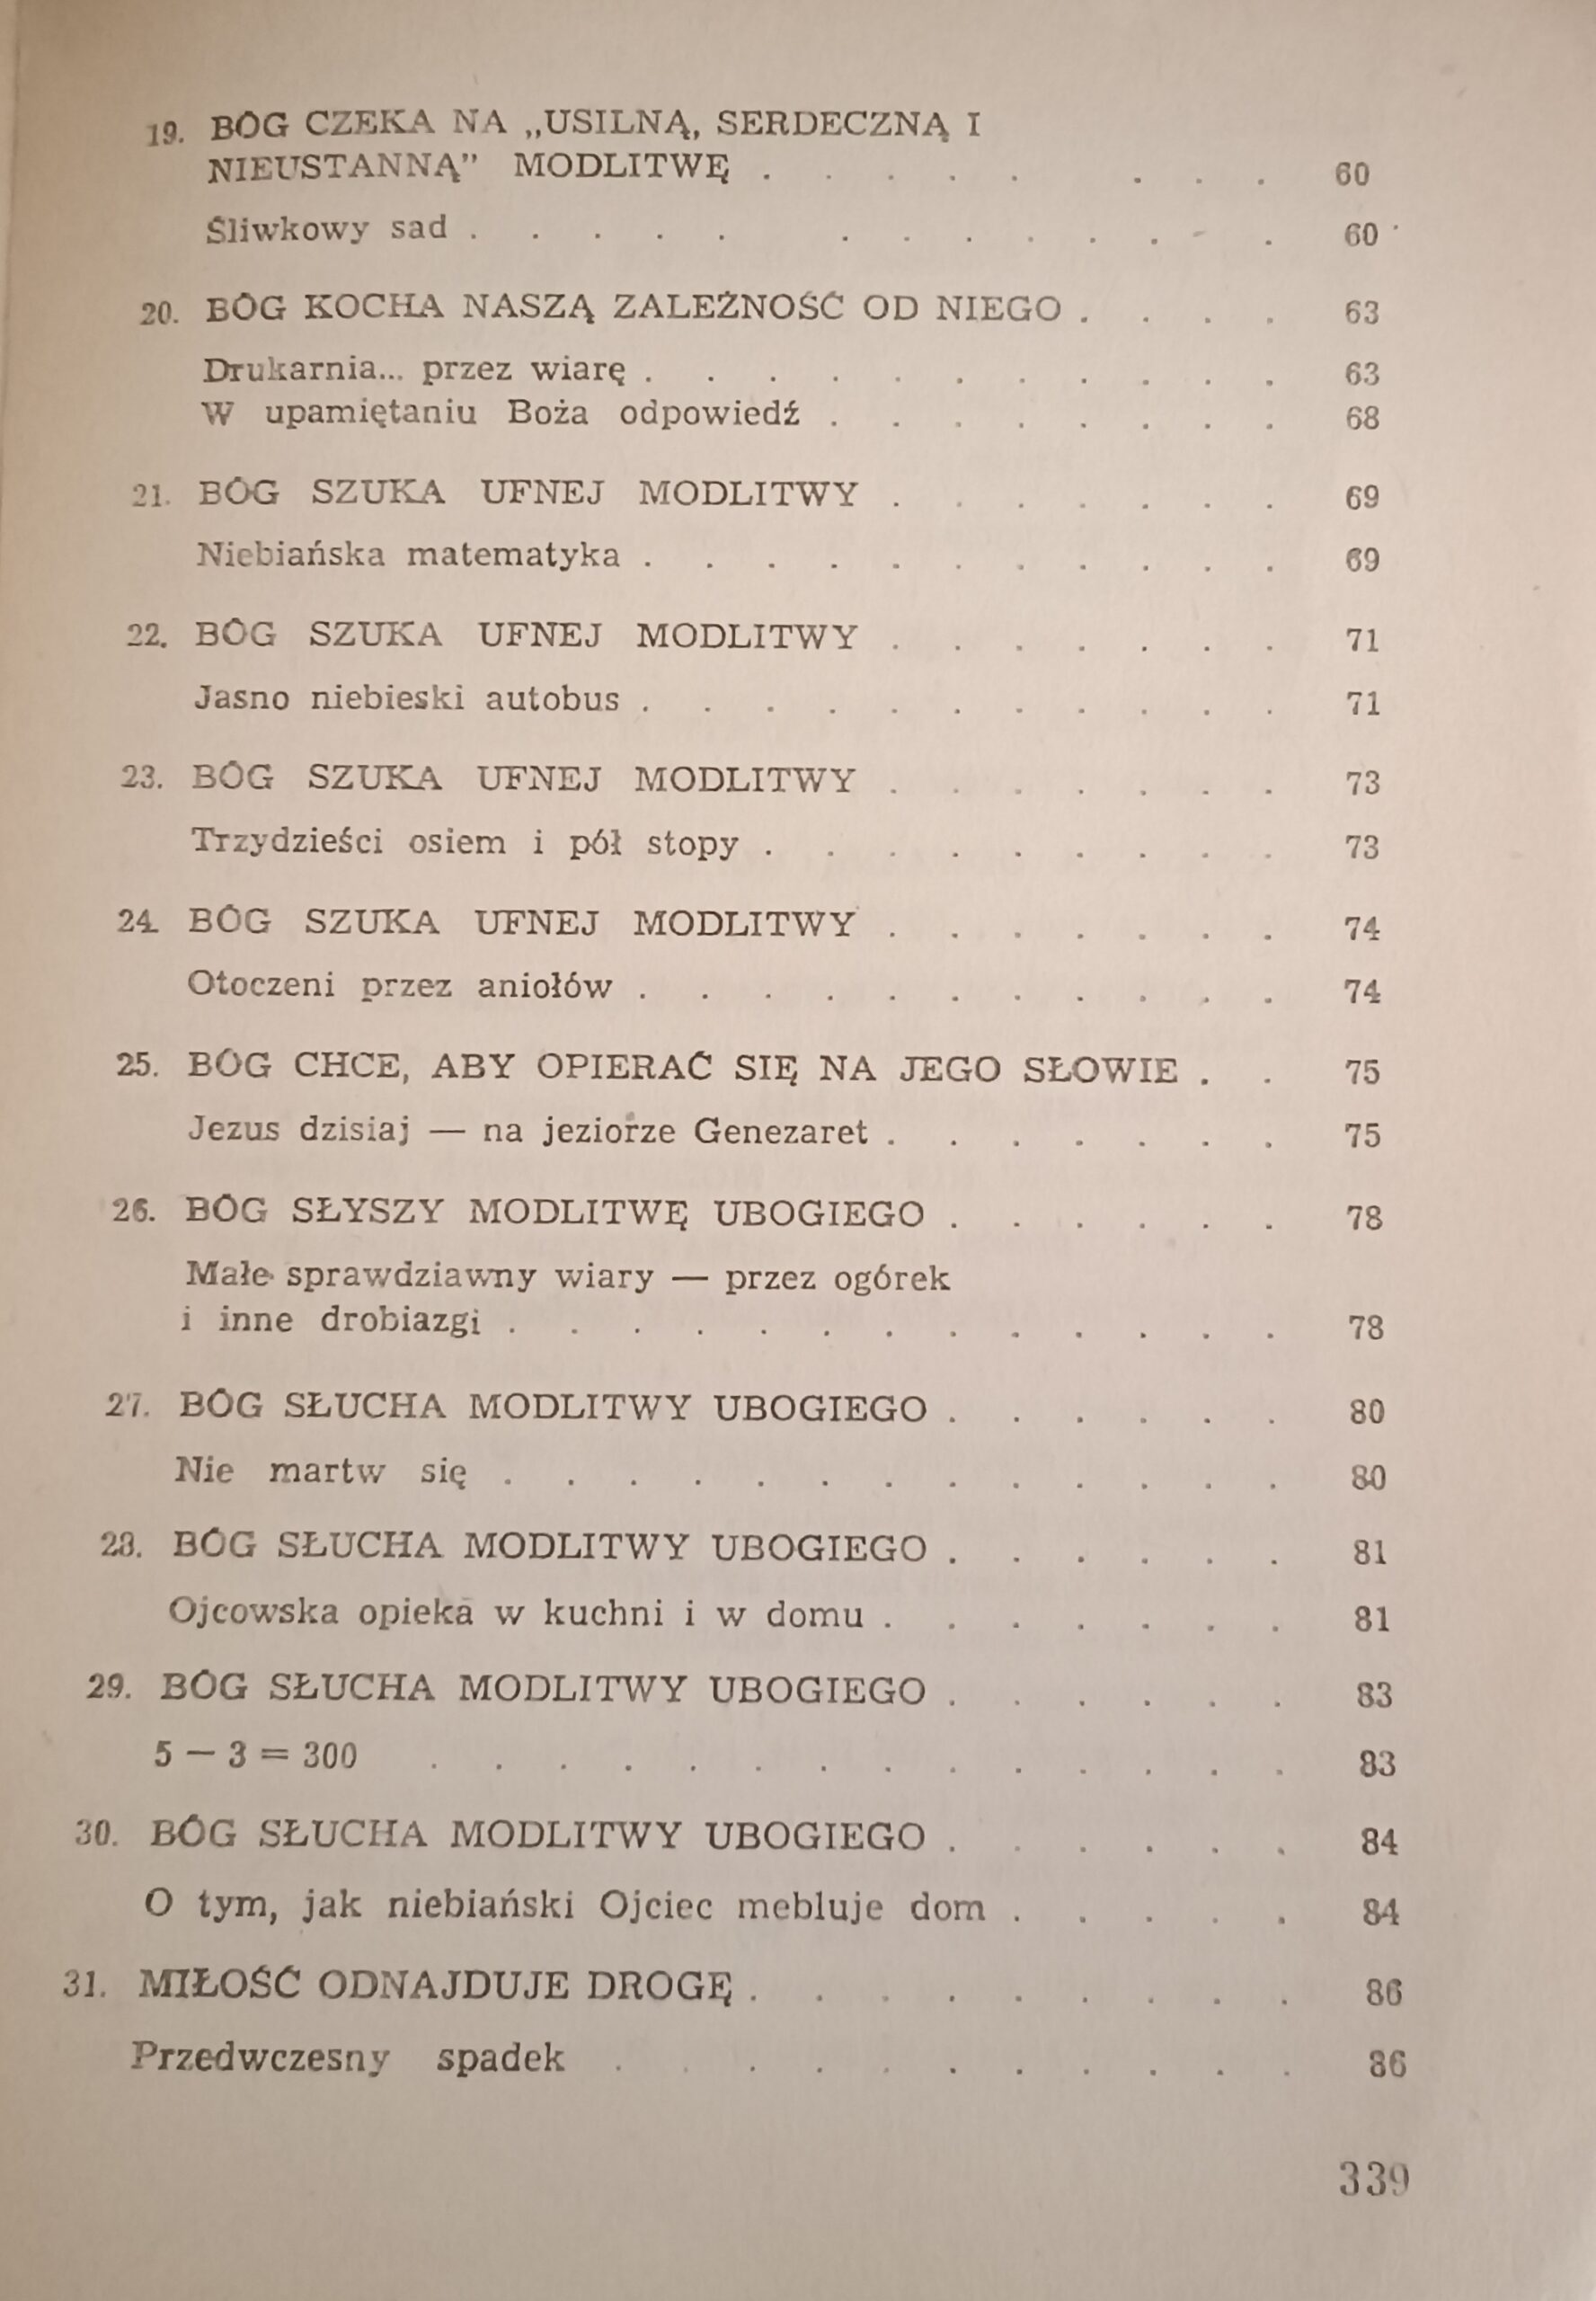 19. BÓG CZEKA NA „USILNĄ, SERDECZNĄ I
NIEUSTANNĄ” MODLITWĘ . . . . . . . . 60
Śliwkowy sad . . . . . . . . . . . . 60
20. BÓG KOCHA NASZĄ ZALEŻNOŚĆ OD NIEGO . . . . 63
Drukarnia... przez wiarę . . . . . . . . . . . 63
W upamiętaniu Boża odpowiedź . . . . . . . . 68
21. BÓG SZUKA UFNEJ MODLITWY . . . . . . . 69
Niebiańska matematyka . . . . . . . . . . . 69
22. BÓG SZUKA UFNEJ MODLITWY . . . . . . . 71
Jasno niebieski autobus . . . . . . . . . . . 71
23. BÓG SZUKA UFNEJ MODLITWY . . . . . . . 73
Trzydzieści osiem i pół stopy . . . . . . . . . 73
24. BÓG SZUKA UFNEJ MODLITWY . . . . . . . 74
Otoczeni przez aniołów . . . . . . . . . . . 74
25. BÓG CHCE, ABY OPIERAĆ SIĘ NA JEGO SŁOWIE . . 75
Jezus dzisiaj — na jeziorze Genezaret . . . . . . . 75
26. BÓG SŁYSZY MODLITWĘ UBOGIEGO . . . . . . 78
Małe sprawdziawny wiary — przez ogórek
i inne drobiazgi . . . . . . . . . . . . . 78
27. BÓG SŁUCHA MODLITWY UBOGIEGO . . . . . . 80
Nie martw się . . . . . . . . . . . . . 80
28. BÓG SŁUCHA MODLITWY UBOGIEGO . . . . . . 81
Ojcowska opieka w kuchni i w domu . . . . . . . 81
29. BÓG SŁUCHA MODLITWY UBOGIEGO . . . . . . 83
5 — 3 = 300 . . . . . . . . . . . . . . 83
30. BÓG SŁUCHA MODLITWY UBOGIEGO . . . . . . 84
O tym, jak niebiański Ojciec mebluje dom . . . . . 84
31. MIŁOŚĆ ODNAJDUJE DROGĘ . . . . . . . . . 86
Przedwczesny spadek . . . . . . . . . . . 86
339